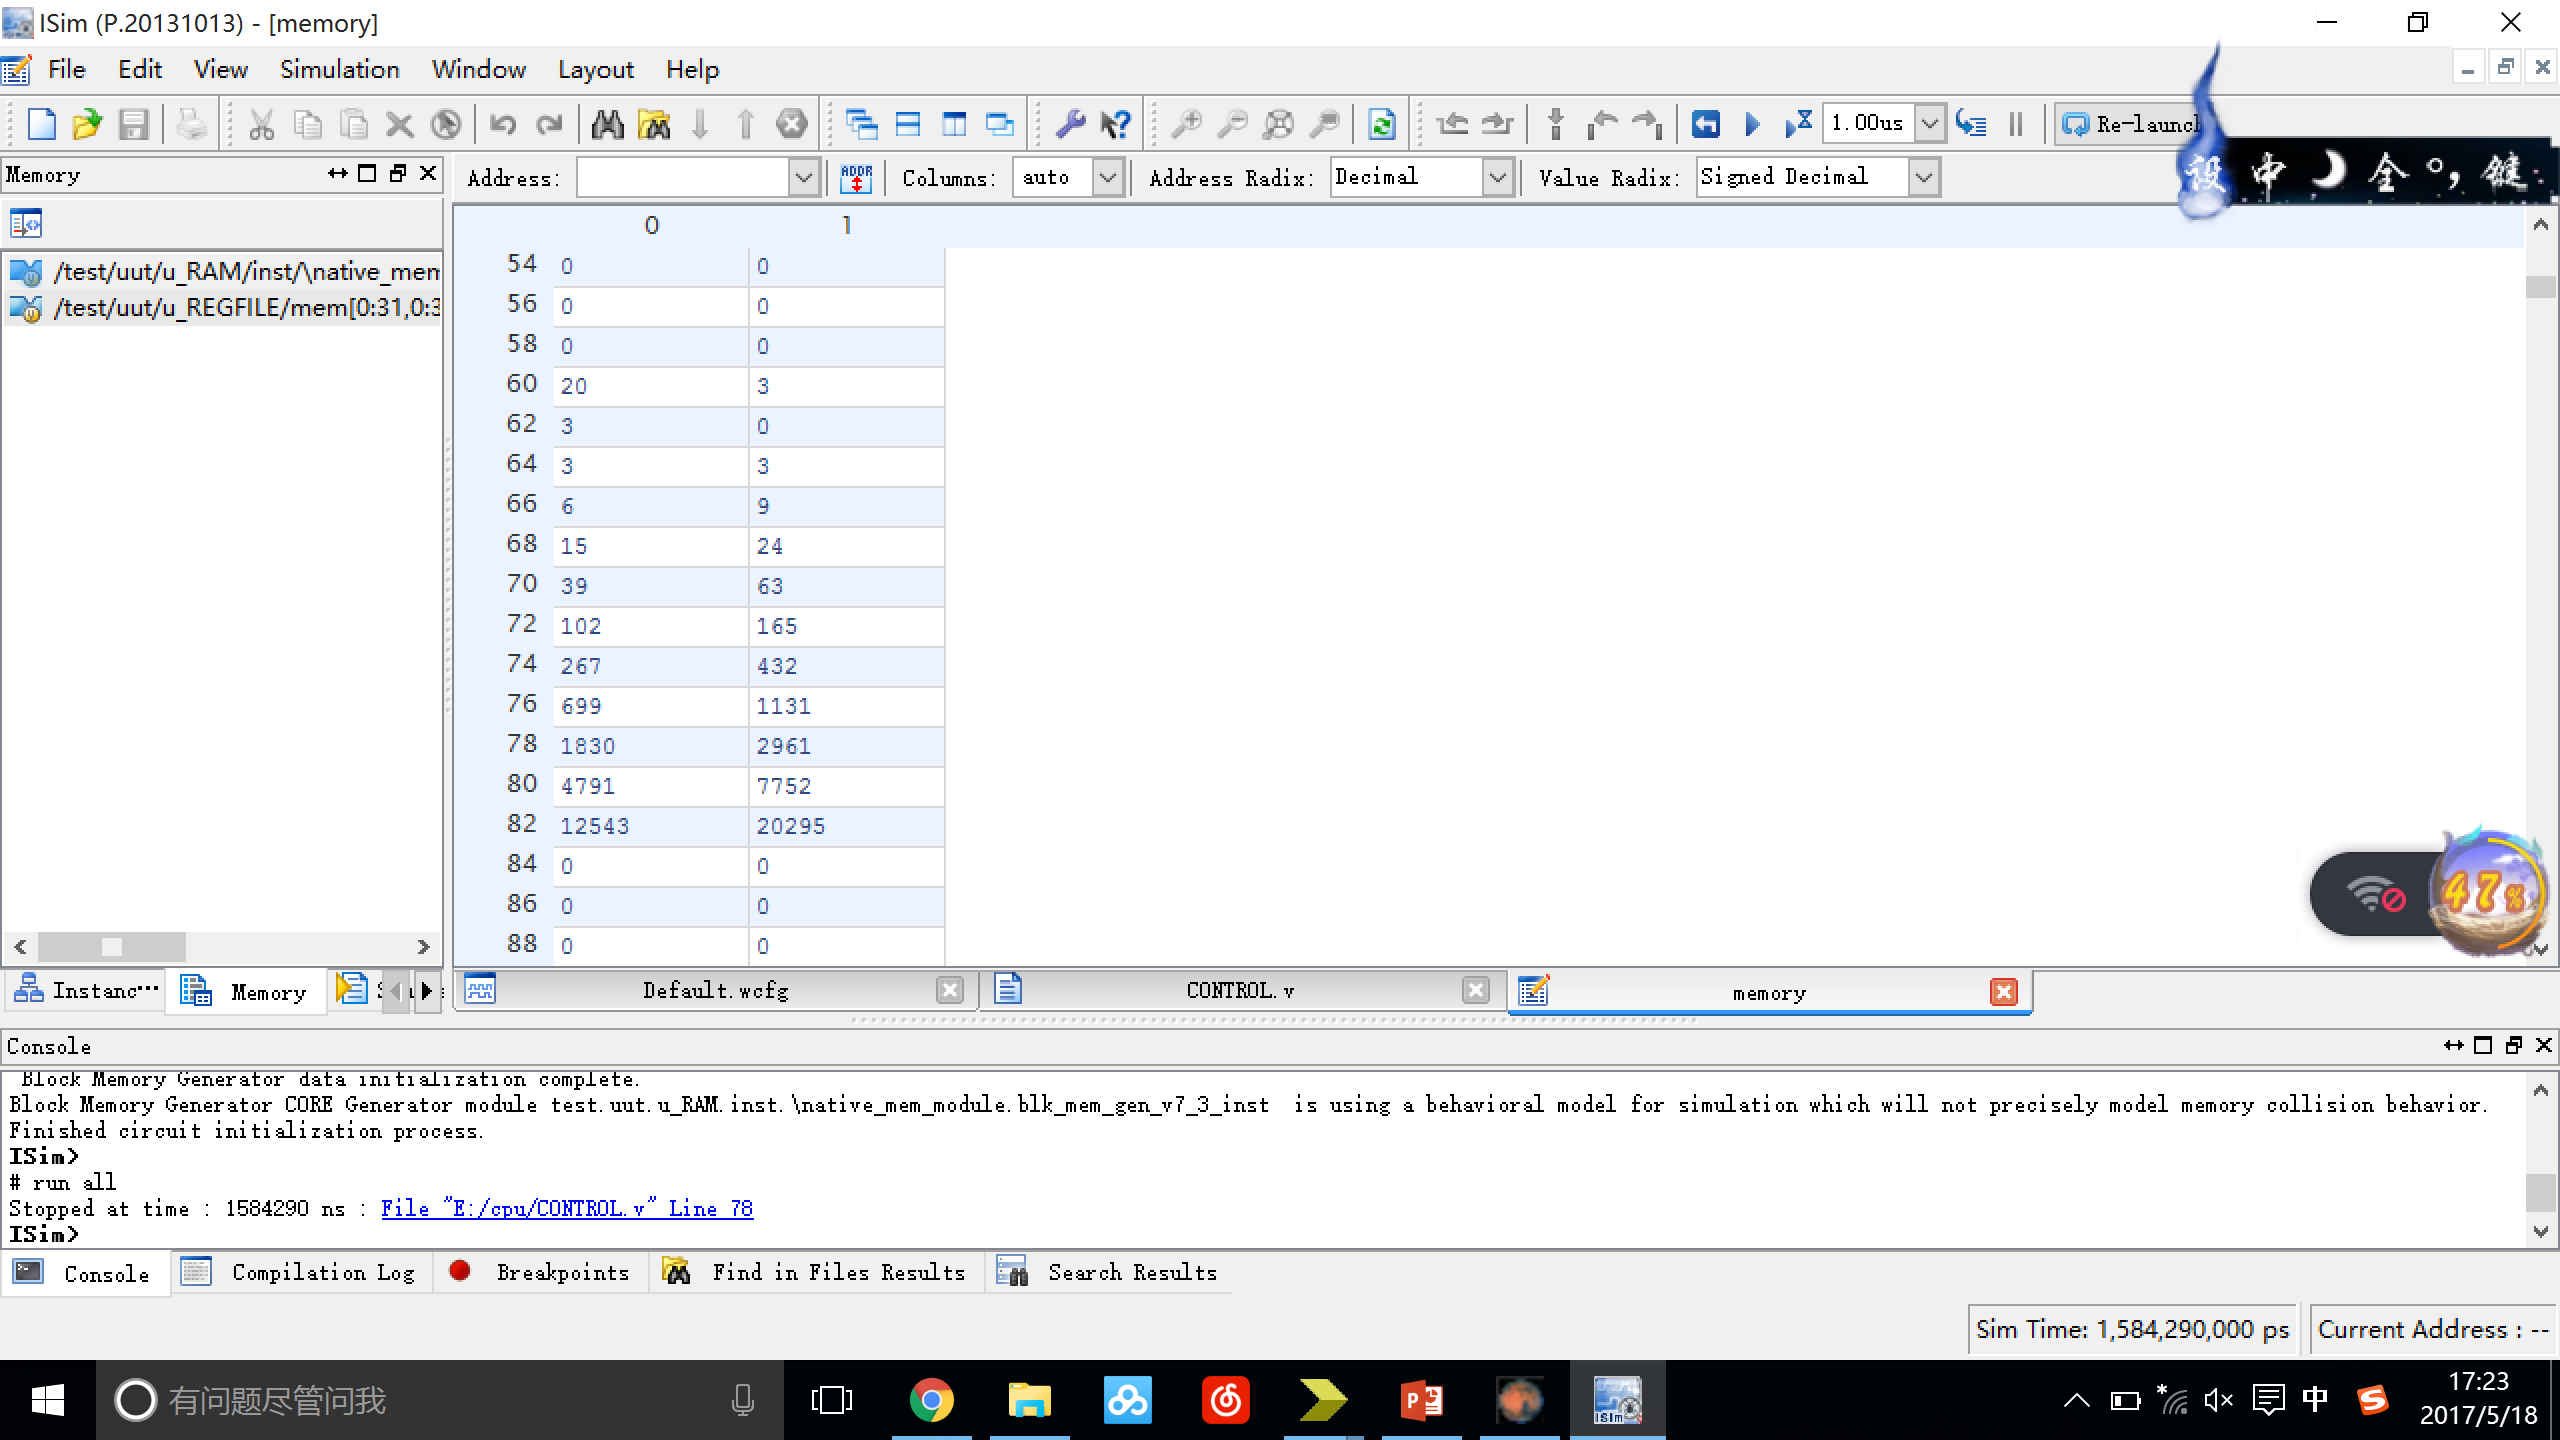 ISim (P.20131013) - [memory]
File Edit View Simulation Window Layout Help
1.00us Re-launch
设 中 全 °, 键
Memory
Address: Columns: auto Address Radix: Decimal Value Radix: Signed Decimal
/test/uut/u_RAM/inst/\native_mem
/test/uut/u_REGFILE/mem[0:31,0:3
0 1
54 0 0
56 0 0
58 0 0
60 20 3
62 3 0
64 3 3
66 6 9
68 15 24
70 39 63
72 102 165
74 267 432
76 699 1131
78 1830 2961
80 4791 7752
82 12543 20295
84 0 0
86 0 0
88 0 0
47%
Instanc… Memory
Default.wcfg CONTROL.v memory
Console
Block Memory Generator data initialization complete.
Block Memory Generator CORE Generator module test.uut.u_RAM.inst.\native_mem_module.blk_mem_gen_v7_3_inst is using a behavioral model for simulation which will not precisely model memory collision behavior.
Finished circuit initialization process.
ISim>
# run all
Stopped at time : 1584290 ns : File "E:/cpu/CONTROL.v" Line 78
ISim>
Console Compilation Log Breakpoints Find in Files Results Search Results
Sim Time: 1,584,290,000 ps Current Address : --
有问题尽管问我
中
17:23
2017/5/18